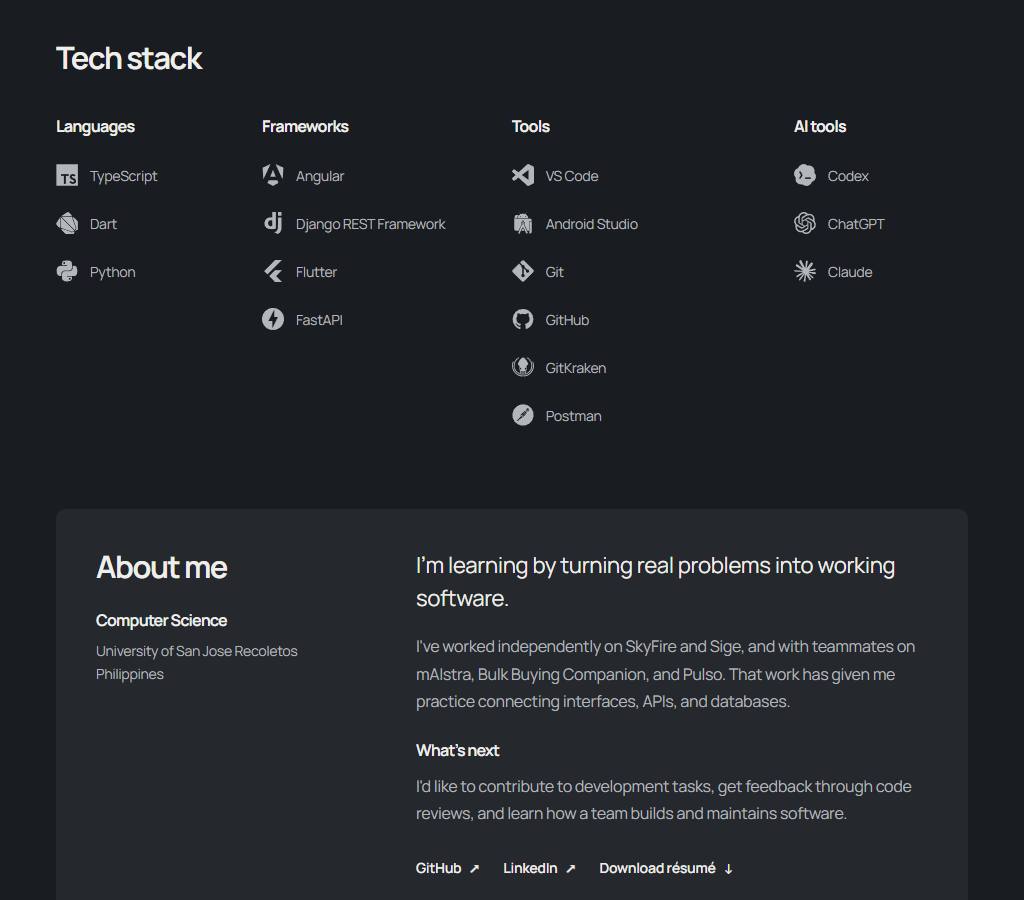 Tech stack
Languages
TS TypeScript
Dart
Python
Frameworks
Angular
dj Django REST Framework
Flutter
FastAPI
Tools
VS Code
Android Studio
Git
GitHub
GitKraken
Postman
AI tools
Codex
ChatGPT
Claude
About me
Computer Science
University of San Jose Recoletos
Philippines
I’m learning by turning real problems into working
software.
I’ve worked independently on SkyFire and Sige, and with teammates on
mAIstra, Bulk Buying Companion, and Pulso. That work has given me
practice connecting interfaces, APIs, and databases.
What’s next
I’d like to contribute to development tasks, get feedback through code
reviews, and learn how a team builds and maintains software.
GitHub ↗ LinkedIn ↗ Download résumé ↓